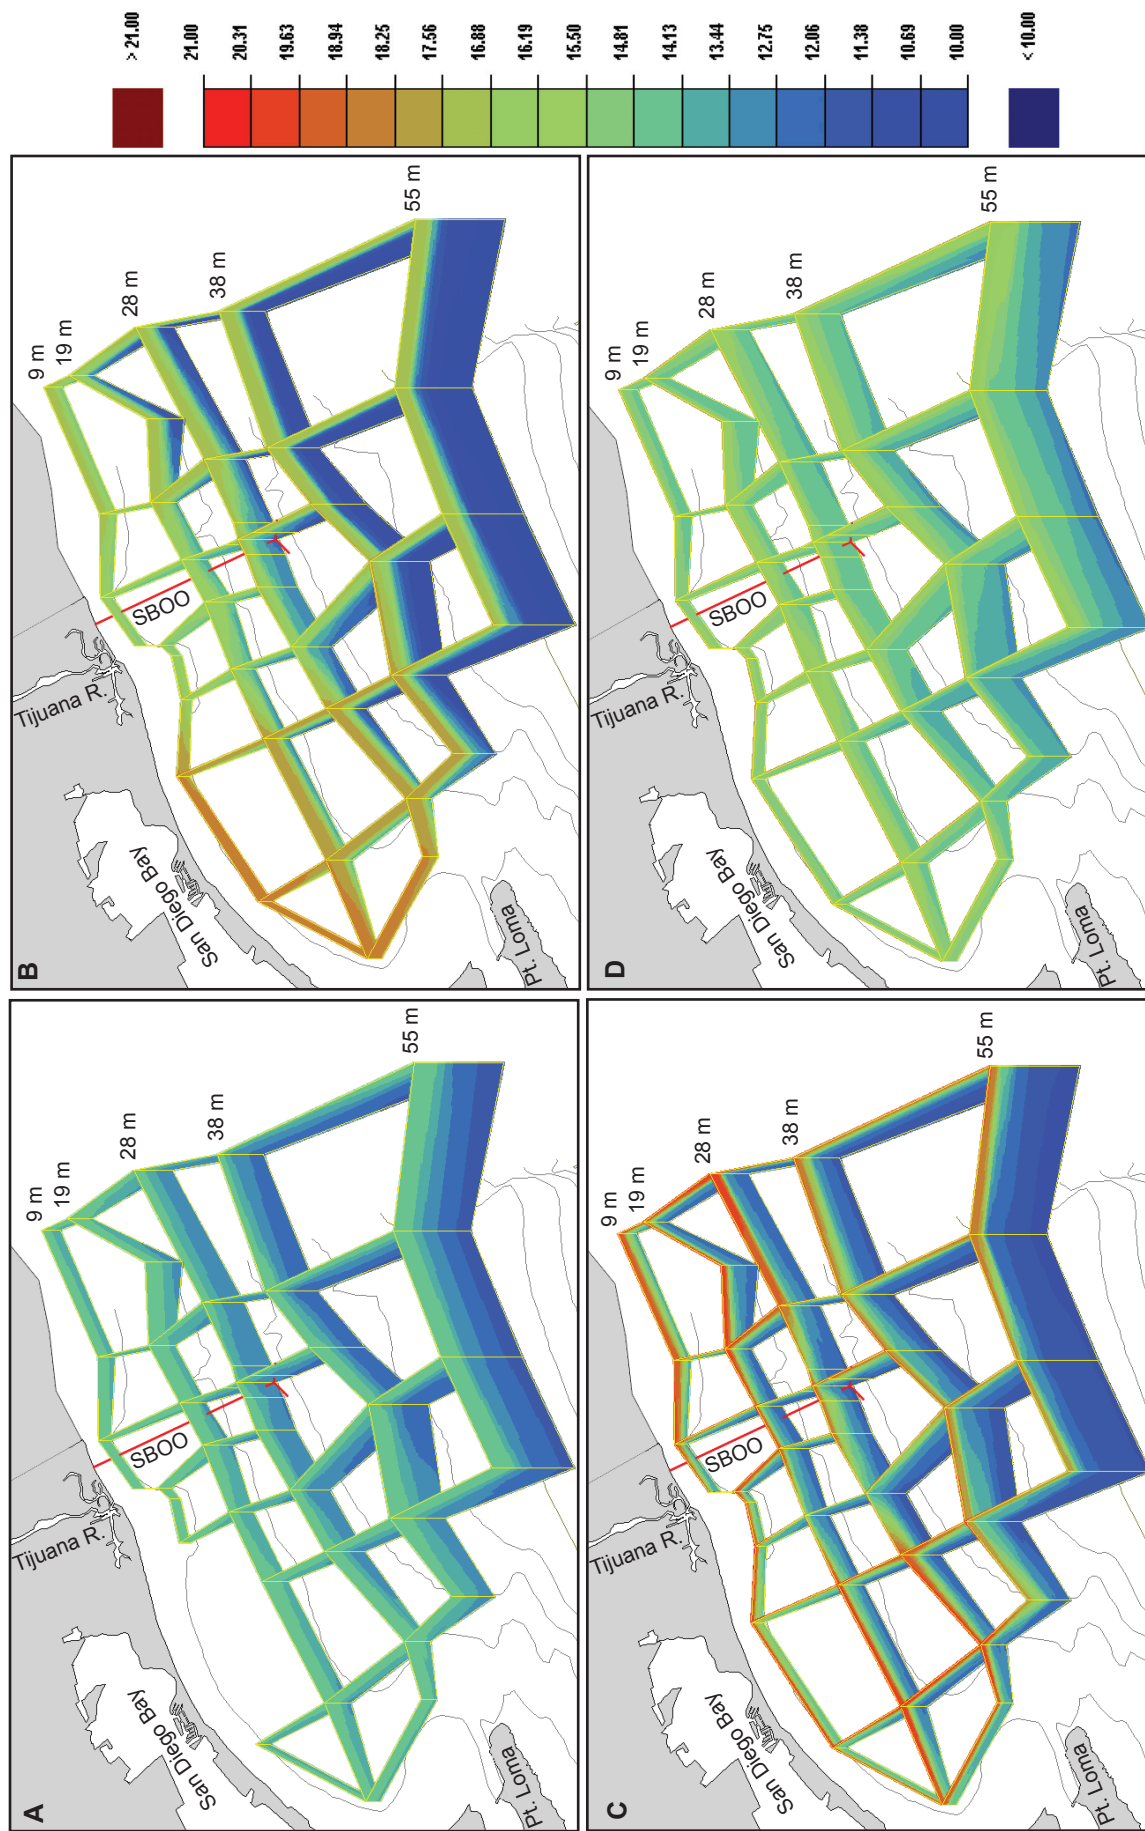 A
9 m
19 m
28 m
38 m
55 m
SBOO
Tijuana R.
San Diego Bay
Pt. Loma
B
9 m
19 m
28 m
38 m
55 m
SBOO
Tijuana R.
San Diego Bay
Pt. Loma
C
9 m
19 m
28 m
38 m
55 m
SBOO
Tijuana R.
San Diego Bay
Pt. Loma
D
9 m
19 m
28 m
38 m
55 m
SBOO
Tijuana R.
San Diego Bay
Pt. Loma
> 21.00
21.00
20.31
19.63
18.94
18.25
17.56
16.88
16.19
15.50
14.81
14.13
13.44
12.75
12.06
11.38
10.69
10.00
< 10.00